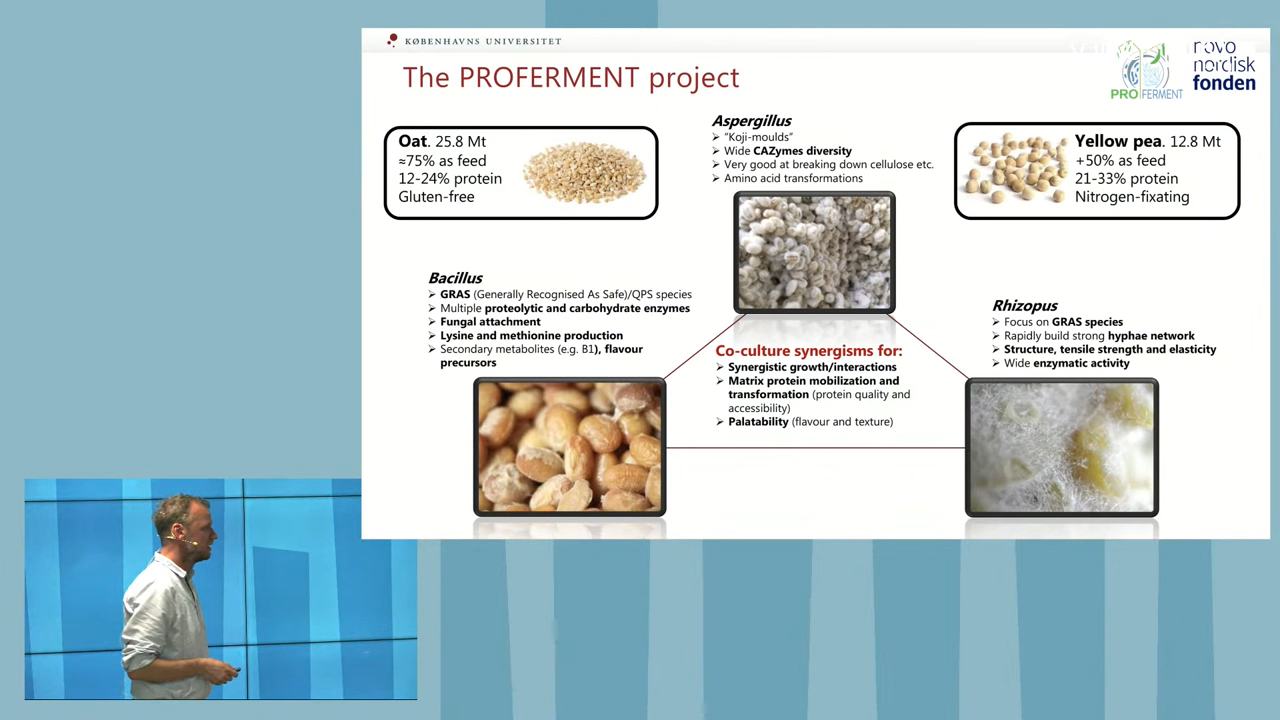 KØBENHAVNS UNIVERSITET
The PROFERMENT project
PROFERMENT
novo
nordisk
fonden
Oat. 25.8 Mt
≈75% as feed
12-24% protein
Gluten-free
Aspergillus
➢ "Koji-moulds"
➢ Wide CAZymes diversity
➢ Very good at breaking down cellulose etc.
➢ Amino acid transformations
Yellow pea. 12.8 Mt
+50% as feed
21-33% protein
Nitrogen-fixating
Bacillus
➢ GRAS (Generally Recognised As Safe)/QPS species
➢ Multiple proteolytic and carbohydrate enzymes
➢ Fungal attachment
➢ Lysine and methionine production
➢ Secondary metabolites (e.g. B1), flavour
precursors
Rhizopus
➢ Focus on GRAS species
➢ Rapidly build strong hyphae network
➢ Structure, tensile strength and elasticity
➢ Wide enzymatic activity
Co-culture synergisms for:
➢ Synergistic growth/interactions
➢ Matrix protein mobilization and
transformation (protein quality and
accessibility)
➢ Palatability (flavour and texture)